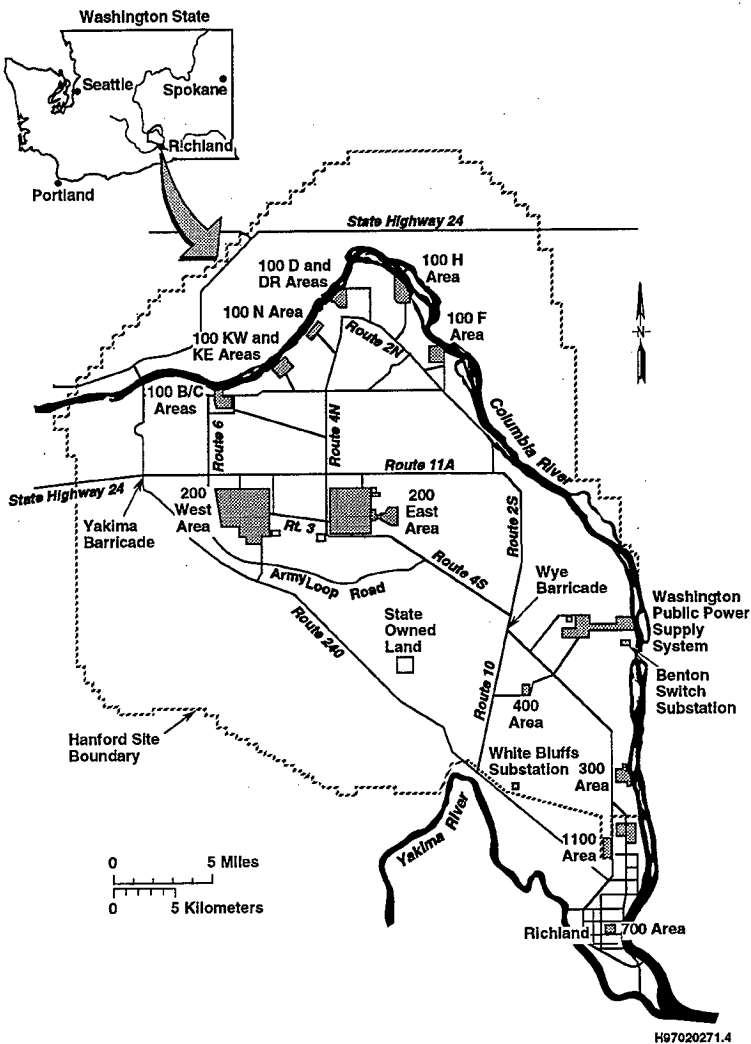 Washington State
Seattle
Spokane
Richland
Portland
State Highway 24
100 D and
DR Areas
100 H
Area
100 N Area
100 F
Area
100 KW and
KE Areas
Route 2N
N
100 B/C
Areas
Route 6
Route 4N
Columbia River
Route 11A
State Highway 24
200
West
Area
200
East
Area
Rt. 3
Route 2S
Yakima
Barricade
Army Loop Road
Route 4S
Wye
Barricade
Washington
Public Power
Supply
System
Route 240
State
Owned
Land
Route 10
Benton
Switch
Substation
400
Area
Hanford Site
Boundary
White Bluffs
Substation
300
Area
Yakima River
1100
Area
0 5 Miles
0 5 Kilometers
Richland
700 Area
H97020271.4